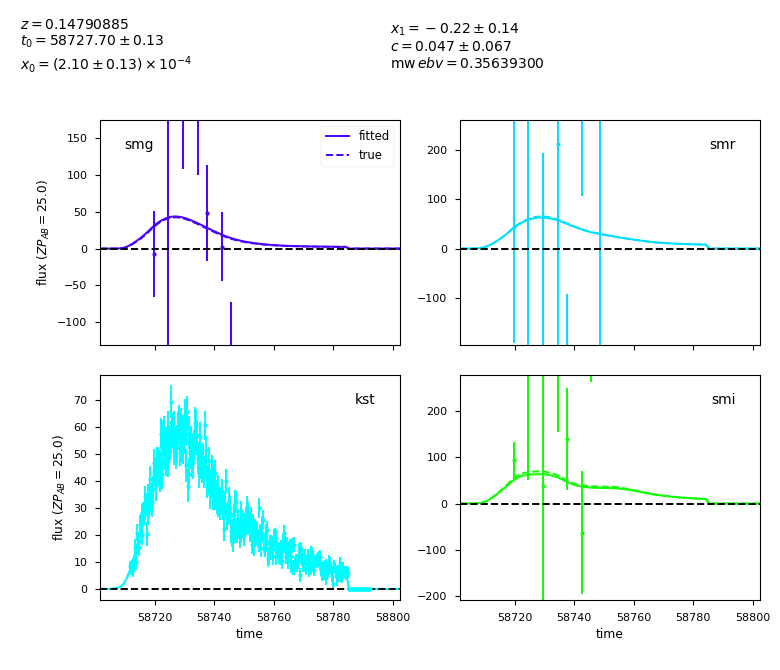 z = 0.14790885
t₀ = 58727.70 ± 0.13
x₀ = (2.10 ± 0.13) × 10⁻⁴
x₁ = −0.22 ± 0.14
c = 0.047 ± 0.067
mw ebv = 0.35639300
smg
fitted
true
150
100
50
0
−50
−100
flux (ZP_AB = 25.0)
smr
200
100
0
−100
kst
70
60
50
40
30
20
10
0
flux (ZP_AB = 25.0)
58720
58740
58760
58780
58800
time
smi
200
100
0
−100
−200
58720
58740
58760
58780
58800
time